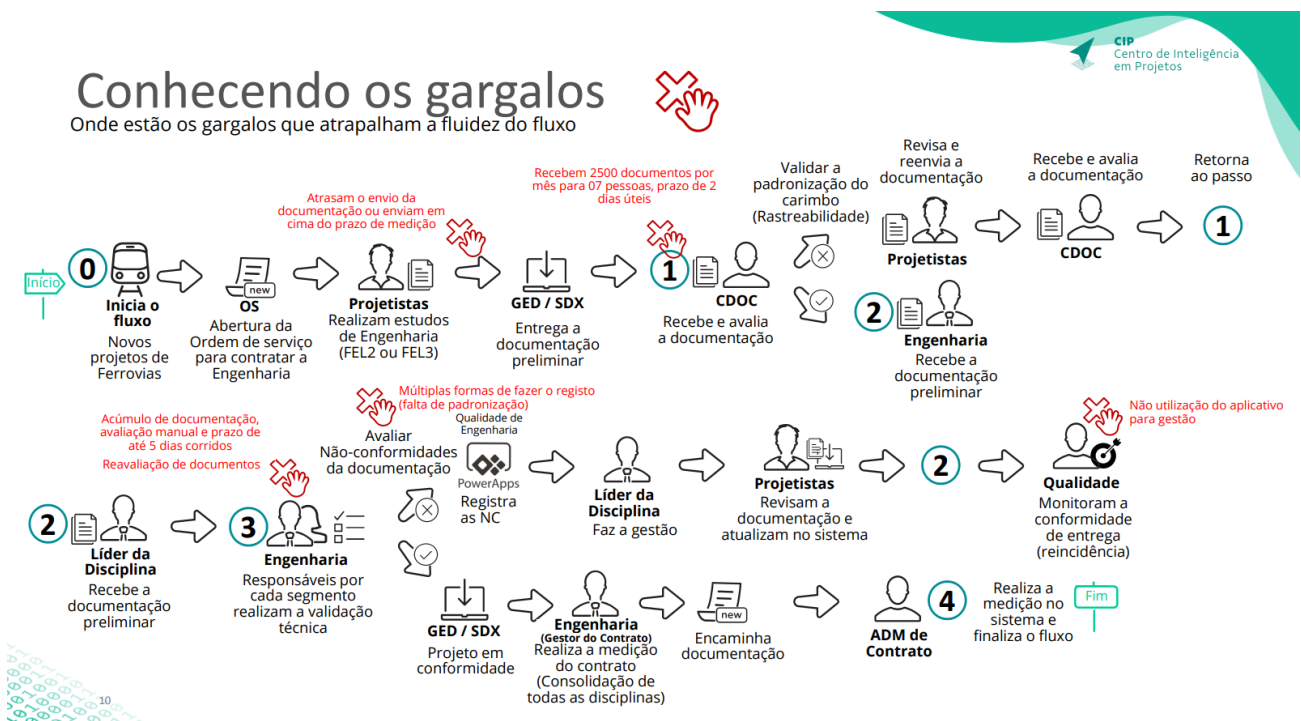 CIP
Centro de Inteligência
em Projetos
Conhecendo os gargalos
Onde estão os gargalos que atrapalham a fluidez do fluxo
Início
0
Inicia o
fluxo
Novos
projetos de
Ferrovias
new
OS
Abertura da
Ordem de serviço
para contratar a
Engenharia
Atrasam o envio da
documentação ou enviam em
cima do prazo de medição
Projetistas
Realizam estudos
de Engenharia
(FEL2 ou FEL3)
GED / SDX
Entrega a
documentação
preliminar
Recebem 2500 documentos por
mês para 07 pessoas, prazo de 2
dias úteis
1
CDOC
Recebe e avalia
a documentação
Validar a
padronização do
carimbo
(Rastreabilidade)
Revisa e
reenvia a
documentação
Projetistas
Recebe e avalia
a documentação
CDOC
Retorna
ao passo
1
2
Engenharia
Recebe a
documentação
preliminar
2
Líder da
Disciplina
Recebe a
documentação
preliminar
Acúmulo de documentação,
avaliação manual e prazo de
até 5 dias corridos
Reavaliação de documentos
3
Engenharia
Responsáveis por
cada segmento
realizam a validação
técnica
Múltiplas formas de fazer o registo
(falta de padronização)
Avaliar
Não-conformidades
da documentação
Qualidade de
Engenharia
PowerApps
Registra
as NC
Líder da
Disciplina
Faz a gestão
Projetistas
Revisam a
documentação e
atualizam no sistema
2
Não utilização do aplicativo
para gestão
Qualidade
Monitoram a
conformidade
de entrega
(reincidência)
GED / SDX
Projeto em
conformidade
Engenharia
(Gestor do Contrato)
Realiza a medição
do contrato
(Consolidação de
todas as disciplinas)
new
Encaminha
documentação
ADM de
Contrato
4
Realiza a
medição no
sistema e
finaliza o fluxo
Fim
10